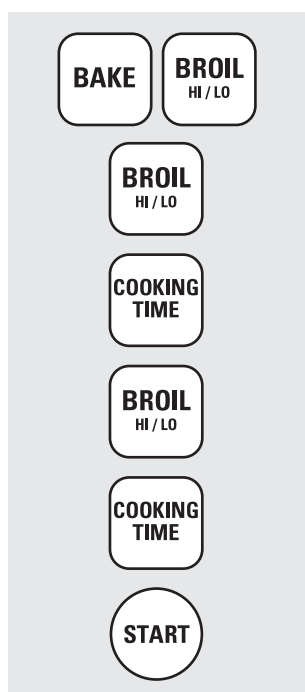 BAKE BROIL
HI / LO
BROIL
HI / LO
COOKING
TIME
BROIL
HI / LO
COOKING
TIME
START